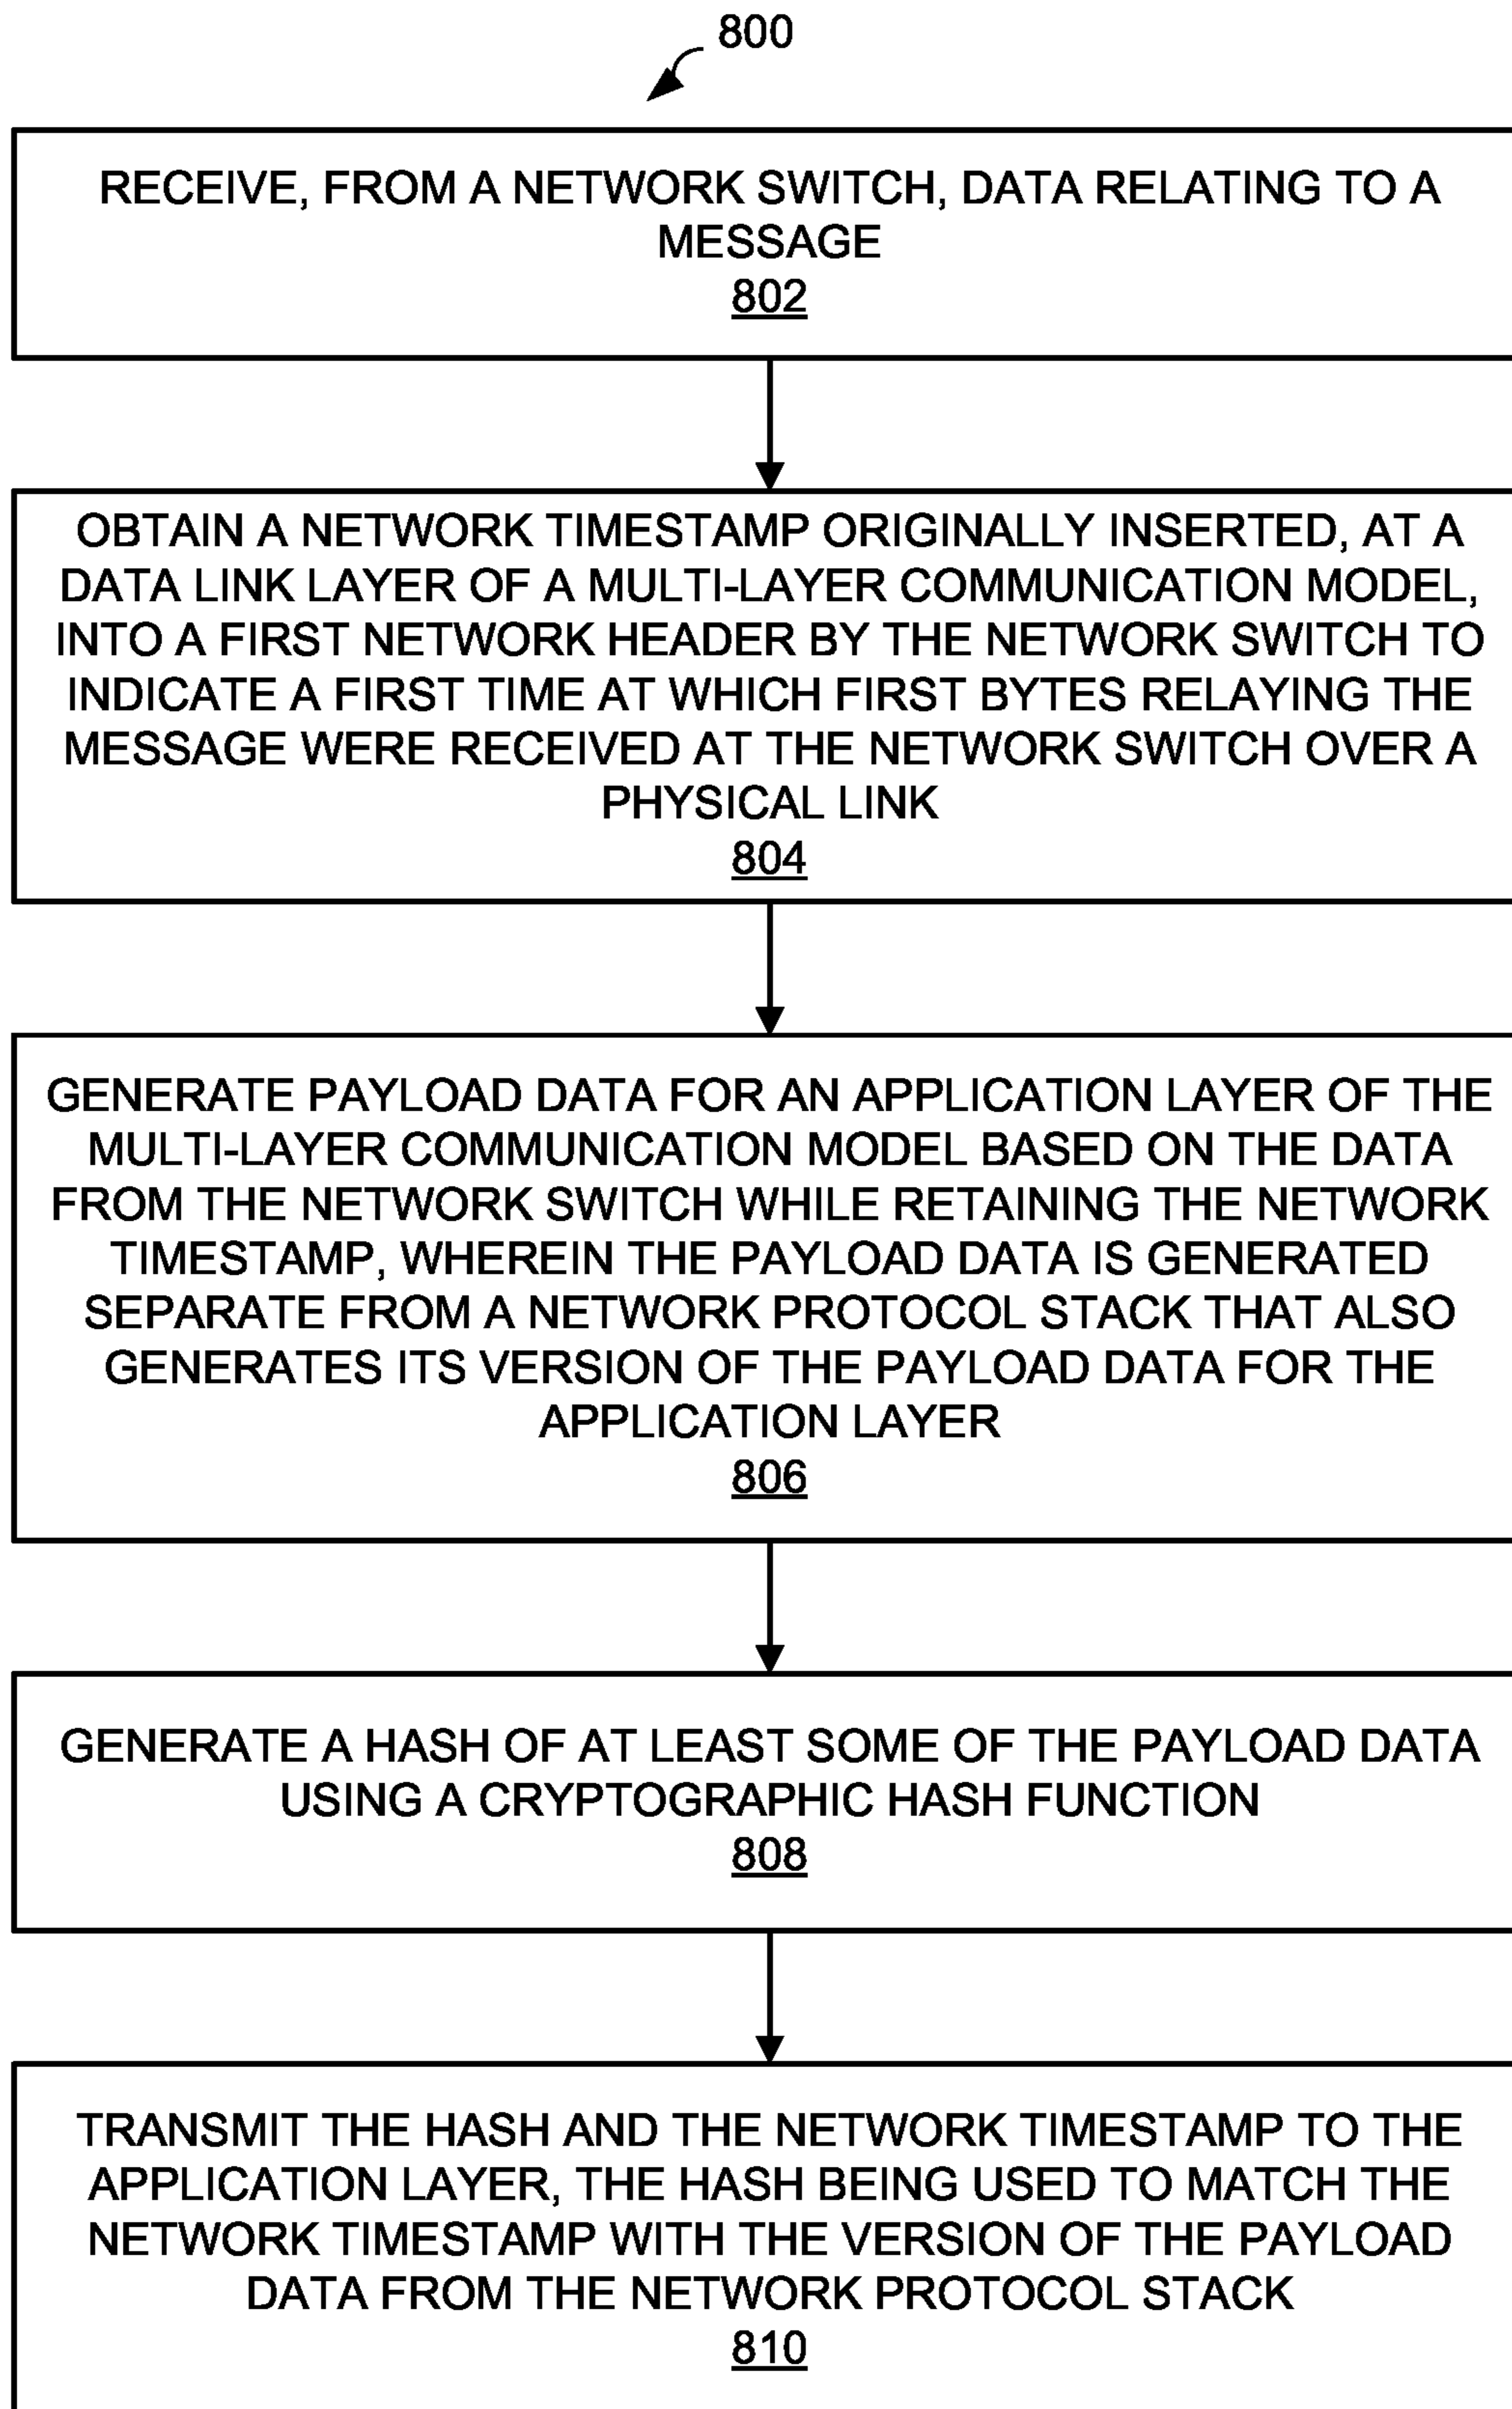 800
RECEIVE, FROM A NETWORK SWITCH, DATA RELATING TO A
MESSAGE
802
OBTAIN A NETWORK TIMESTAMP ORIGINALLY INSERTED, AT A
DATA LINK LAYER OF A MULTI-LAYER COMMUNICATION MODEL,
INTO A FIRST NETWORK HEADER BY THE NETWORK SWITCH TO
INDICATE A FIRST TIME AT WHICH FIRST BYTES RELAYING THE
MESSAGE WERE RECEIVED AT THE NETWORK SWITCH OVER A
PHYSICAL LINK
804
GENERATE PAYLOAD DATA FOR AN APPLICATION LAYER OF THE
MULTI-LAYER COMMUNICATION MODEL BASED ON THE DATA
FROM THE NETWORK SWITCH WHILE RETAINING THE NETWORK
TIMESTAMP, WHEREIN THE PAYLOAD DATA IS GENERATED
SEPARATE FROM A NETWORK PROTOCOL STACK THAT ALSO
GENERATES ITS VERSION OF THE PAYLOAD DATA FOR THE
APPLICATION LAYER
806
GENERATE A HASH OF AT LEAST SOME OF THE PAYLOAD DATA
USING A CRYPTOGRAPHIC HASH FUNCTION
808
TRANSMIT THE HASH AND THE NETWORK TIMESTAMP TO THE
APPLICATION LAYER, THE HASH BEING USED TO MATCH THE
NETWORK TIMESTAMP WITH THE VERSION OF THE PAYLOAD
DATA FROM THE NETWORK PROTOCOL STACK
810